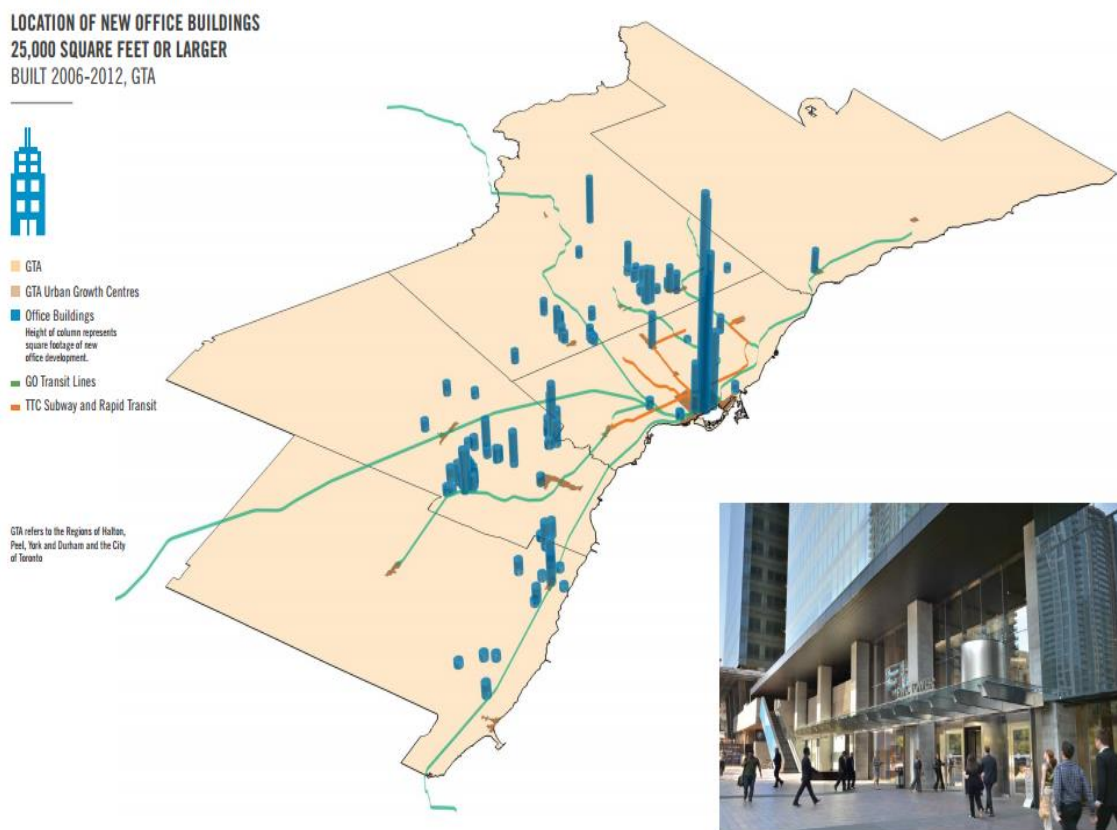 LOCATION OF NEW OFFICE BUILDINGS
25,000 SQUARE FEET OR LARGER
BUILT 2006-2012, GTA
GTA
GTA Urban Growth Centres
Office Buildings
Height of column represents
square footage of new
office development.
GO Transit Lines
TTC Subway and Rapid Transit
GTA refers to the Regions of Halton,
Peel, York and Durham and the City
of Toronto